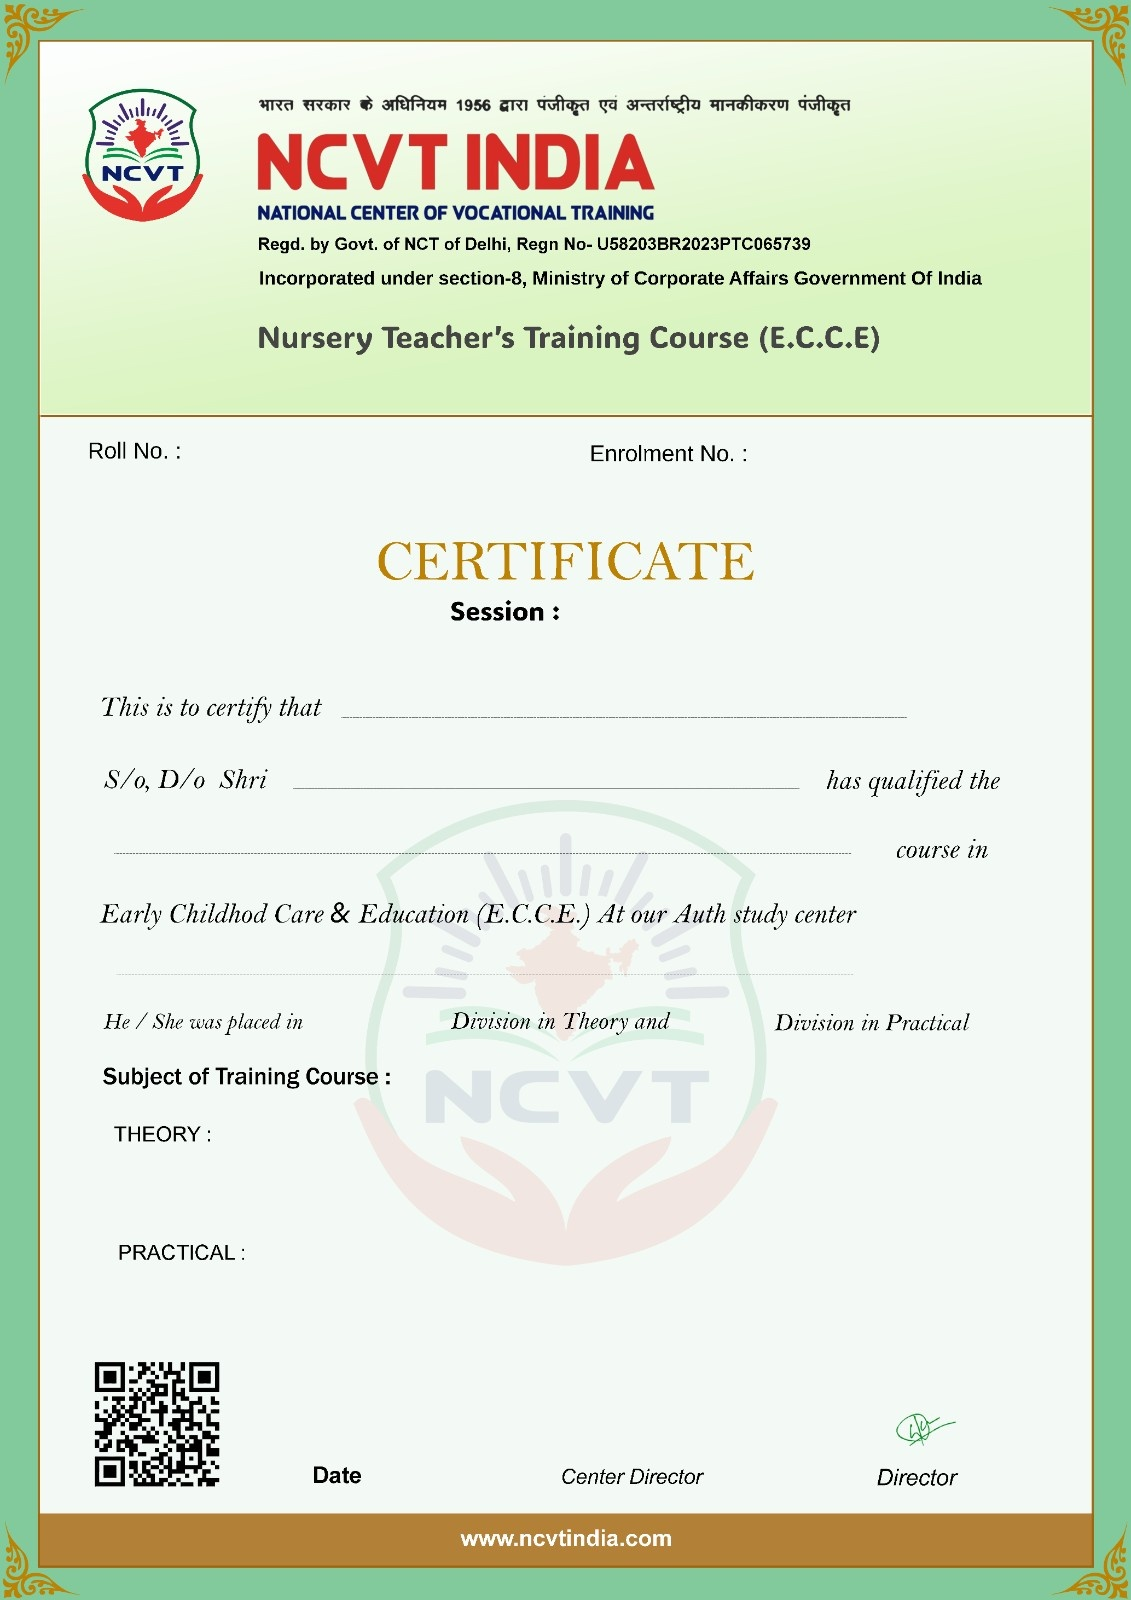 भारत सरकार के अधिनियम 1956 द्वारा पंजीकृत एवं अन्तर्राष्ट्रीय मानकीकरण पंजीकृत
NCVT
NCVT INDIA
NATIONAL CENTER OF VOCATIONAL TRAINING
Regd. by Govt. of NCT of Delhi, Regn No- U58203BR2023PTC065739
Incorporated under section-8, Ministry of Corporate Affairs Government Of India
Nursery Teacher's Training Course (E.C.C.E)
Roll No. : Enrolment No. :
CERTIFICATE
Session :
This is to certify that
S/o, D/o Shri has qualified the
course in
Early Childhod Care & Education (E.C.C.E.) At our Auth study center
He / She was placed in Division in Theory and Division in Practical
Subject of Training Course :
NCVT
THEORY :
PRACTICAL :
Date Center Director Director
www.ncvtindia.com